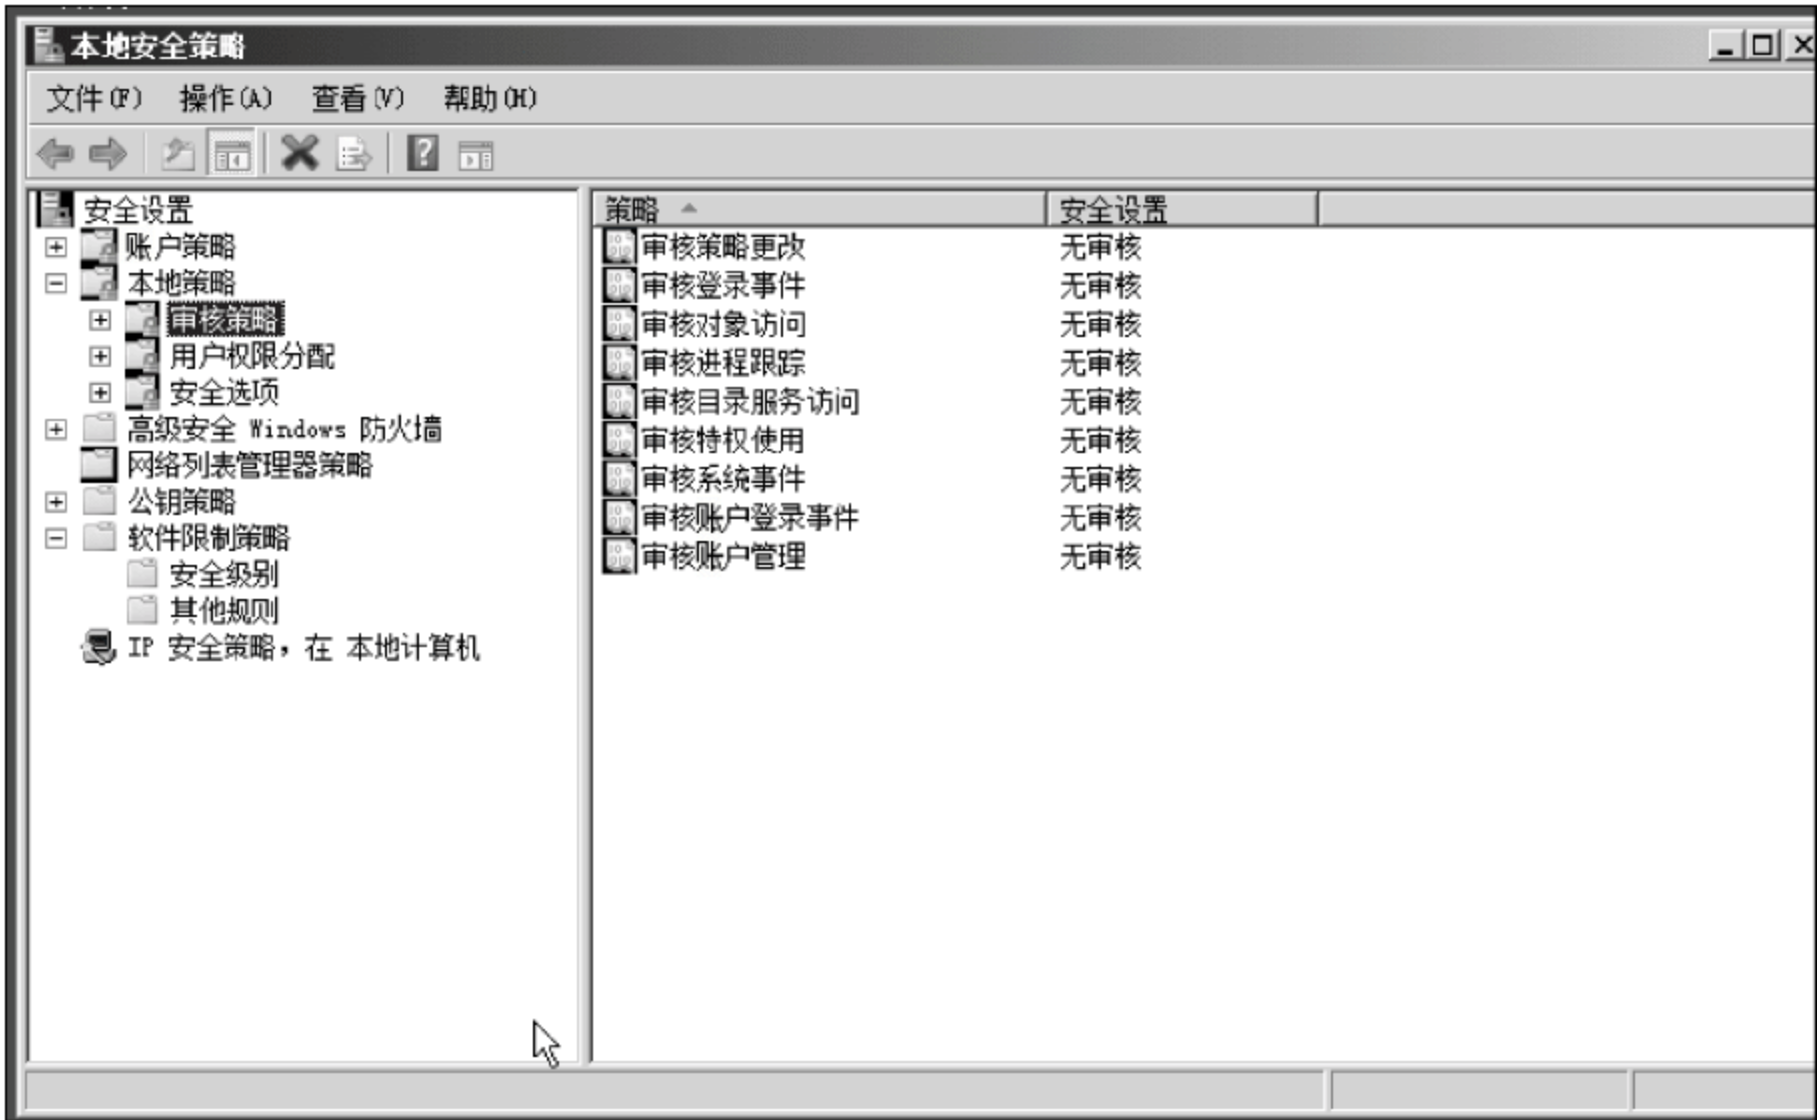 本地安全策略
文件(F) 操作(A) 查看(V) 帮助(H)
安全设置
账户策略
本地策略
审核策略
用户权限分配
安全选项
高级安全 Windows 防火墙
网络列表管理器策略
公钥策略
软件限制策略
安全级别
其他规则
IP 安全策略，在 本地计算机
策略 安全设置
审核策略更改 无审核
审核登录事件 无审核
审核对象访问 无审核
审核进程跟踪 无审核
审核目录服务访问 无审核
审核特权使用 无审核
审核系统事件 无审核
审核账户登录事件 无审核
审核账户管理 无审核